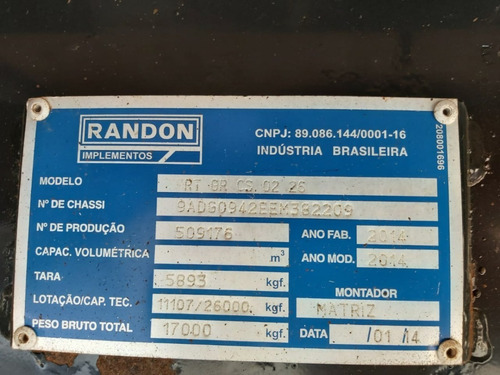 RANDON
IMPLEMENTOS
CNPJ: 89.086.144/0001-16
INDÚSTRIA BRASILEIRA
208001696
MODELO RT GR CS 02 26
Nº DE CHASSI 9ADG0942EEM382209
Nº DE PRODUÇÃO 509176 ANO FAB. 2014
CAPAC. VOLUMÉTRICA m³ ANO MOD. 2014
TARA 5893 kgf.
LOTAÇÃO/CAP. TEC. 11107/26000 kgf. MONTADOR
MATRIZ
PESO BRUTO TOTAL 17000 kgf. DATA /01 14